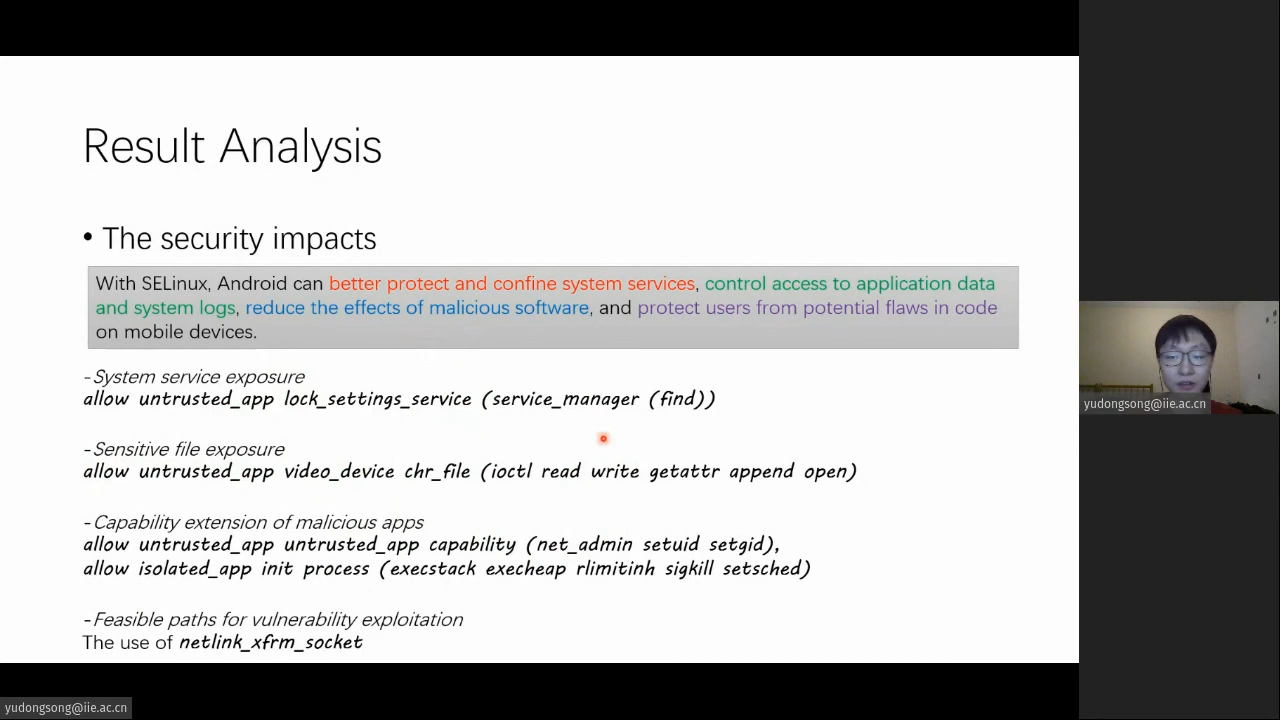 Result Analysis
• The security impacts
With SELinux, Android can better protect and confine system services, control access to application data
and system logs, reduce the effects of malicious software, and protect users from potential flaws in code
on mobile devices.
-System service exposure
allow untrusted_app lock_settings_service (service_manager (find))
-Sensitive file exposure
allow untrusted_app video_device chr_file (ioctl read write getattr append open)
-Capability extension of malicious apps
allow untrusted_app untrusted_app capability (net_admin setuid setgid),
allow isolated_app init process (execstack execheap rlimitinh sigkill setsched)
-Feasible paths for vulnerability exploitation
The use of netlink_xfrm_socket
yudongsong@iie.ac.cn
yudongsong@iie.ac.cn